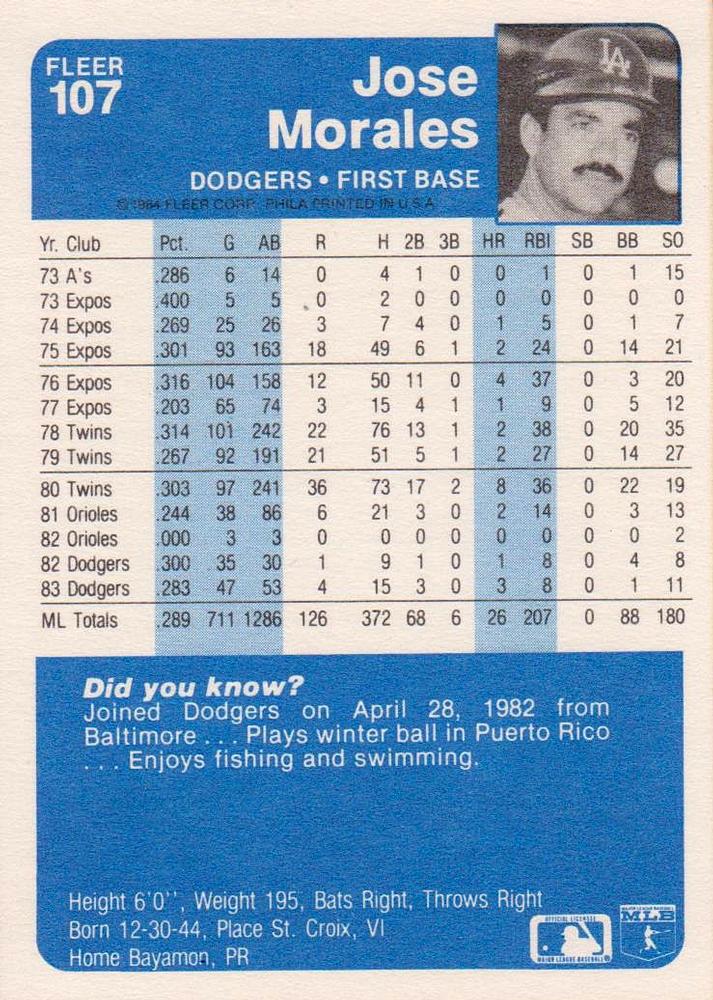 FLEER
107
Jose
Morales
DODGERS • FIRST BASE
© 1984 FLEER CORP. PHILA PRINTED IN U.S.A.
LA
Yr. Club Pct. G AB R H 2B 3B HR RBI SB BB SO
73 A's .286 6 14 0 4 1 0 0 1 0 1 15
73 Expos .400 5 5 0 2 0 0 0 0 0 0 0
74 Expos .269 25 26 3 7 4 0 1 5 0 1 7
75 Expos .301 93 163 18 49 6 1 2 24 0 14 21
76 Expos .316 104 158 12 50 11 0 4 37 0 3 20
77 Expos .203 65 74 3 15 4 1 1 9 0 5 12
78 Twins .314 101 242 22 76 13 1 2 38 0 20 35
79 Twins .267 92 191 21 51 5 1 2 27 0 14 27
80 Twins .303 97 241 36 73 17 2 8 36 0 22 19
81 Orioles .244 38 86 6 21 3 0 2 14 0 3 13
82 Orioles .000 3 3 0 0 0 0 0 0 0 0 2
82 Dodgers .300 35 30 1 9 1 0 1 8 0 4 8
83 Dodgers .283 47 53 4 15 3 0 3 8 0 1 11
ML Totals .289 711 1286 126 372 68 6 26 207 0 88 180
Did you know?
Joined Dodgers on April 28, 1982 from
Baltimore . . . Plays winter ball in Puerto Rico
. . . Enjoys fishing and swimming.
Height 6'0'', Weight 195, Bats Right, Throws Right
Born 12-30-44, Place St. Croix, VI
Home Bayamon, PR
OFFICIAL LICENSEE
MAJOR LEAGUE BASEBALL
MAJOR LEAGUE BASEBALL
MLB